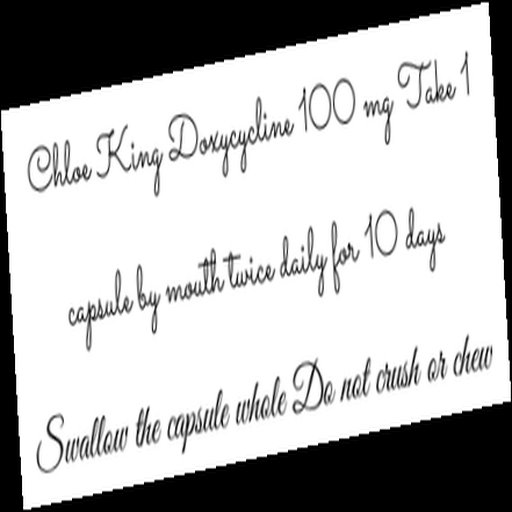 Chloe King Doxycycline 100 mg Take 1
capsule by mouth twice daily for 10 days
Swallow the capsule whole Do not crush or chew